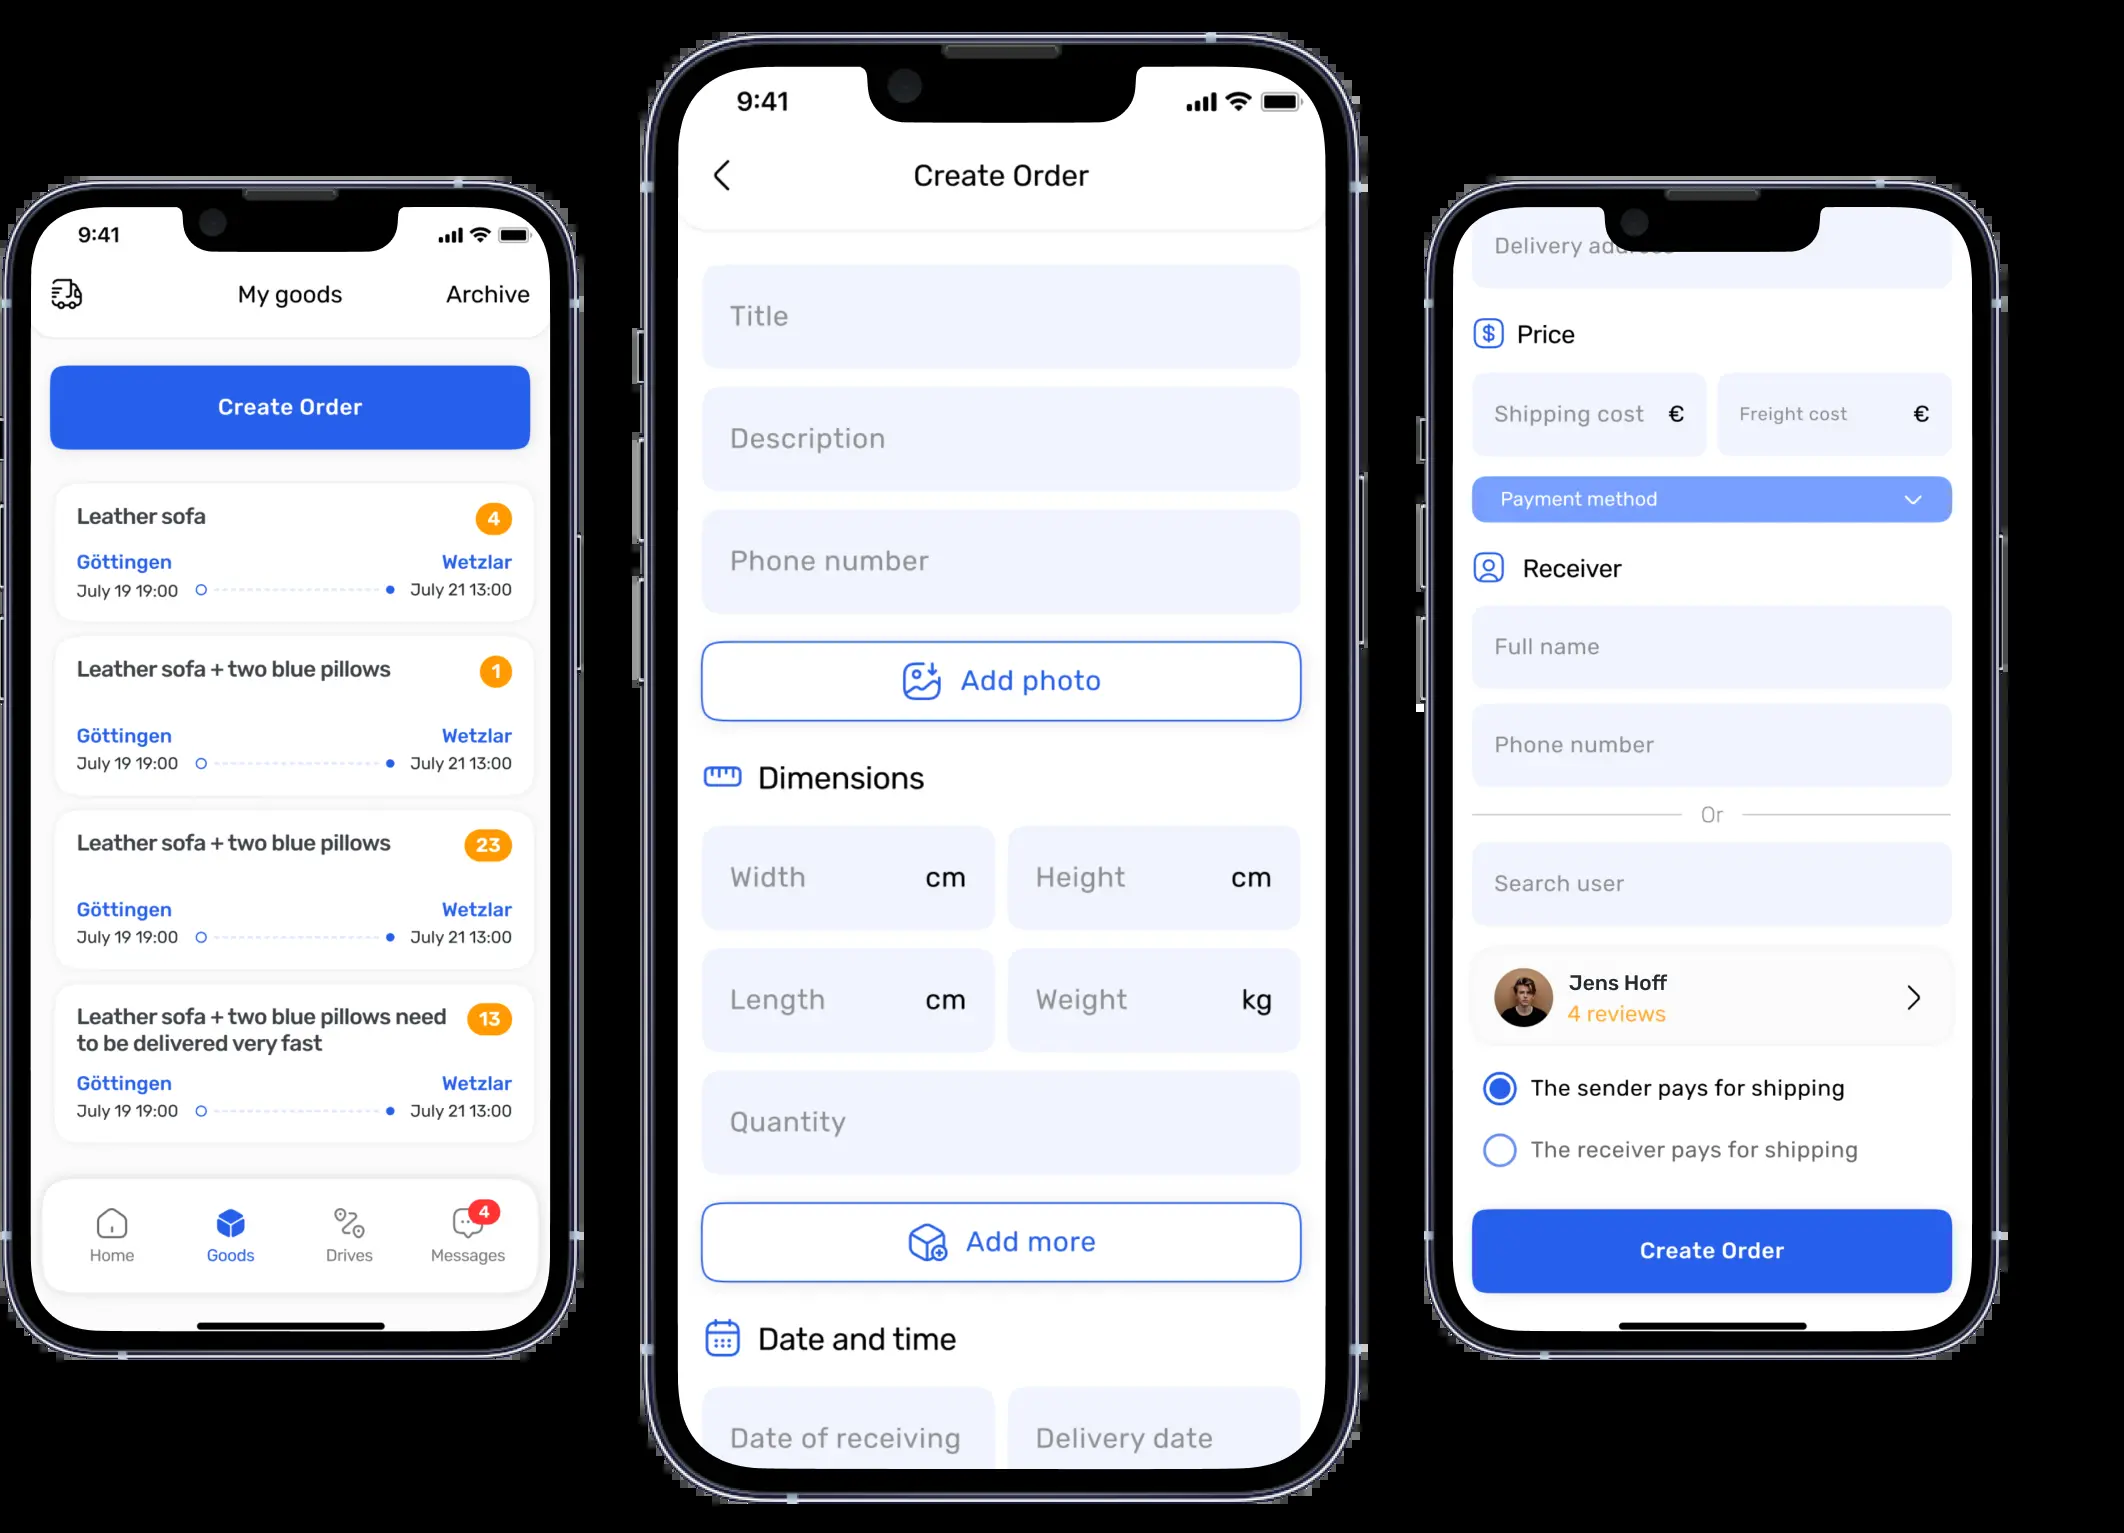 9:41
My goods
Archive
Create Order
Leather sofa
4
Göttingen
Wetzlar
July 19 19:00
July 21 13:00
Leather sofa + two blue pillows
1
Göttingen
Wetzlar
July 19 19:00
July 21 13:00
Leather sofa + two blue pillows
23
Göttingen
Wetzlar
July 19 19:00
July 21 13:00
Leather sofa + two blue pillows need
to be delivered very fast
13
Göttingen
Wetzlar
July 19 19:00
July 21 13:00
Home
Goods
Drives
4
Messages
9:41
Create Order
Title
Description
Phone number
Add photo
Dimensions
Width
cm
Height
cm
Length
cm
Weight
kg
Quantity
Add more
Date and time
Date of receiving
Delivery date
Delivery address
$ Price
Shipping cost
€
Freight cost
€
Payment method
Receiver
Full name
Phone number
Or
Search user
Jens Hoff
4 reviews
The sender pays for shipping
The receiver pays for shipping
Create Order